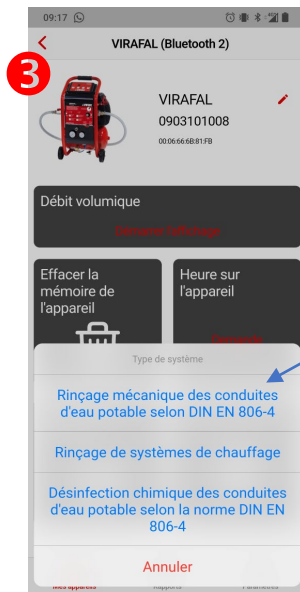 09:17
3
VIRAFAL (Bluetooth 2)
VIRAFAL
0903101008
00:06:66:6B:81:FB
Débit volumique
Démarrer l'affichage
Effacer la
mémoire de
l'appareil
Heure sur
l'appareil
Type de système
Rinçage mécanique des conduites
d'eau potable selon DIN EN 806-4
Rinçage de systèmes de chauffage
Désinfection chimique des conduites
d'eau potable selon la norme DIN EN
806-4
Annuler
Mes appareils
Rapports
Paramètres